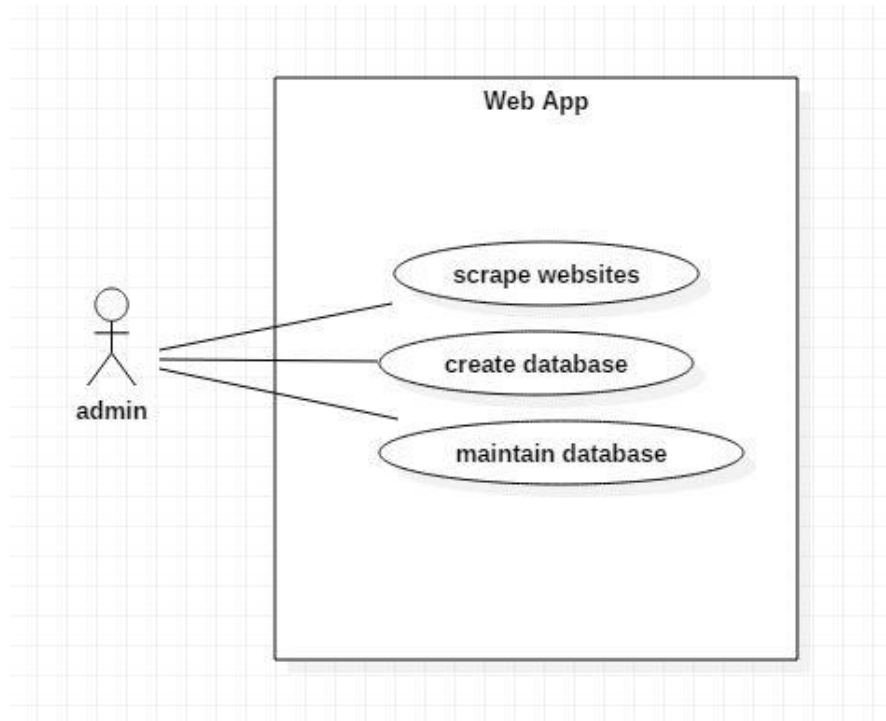 Web App
scrape websites
create database
admin
maintain database